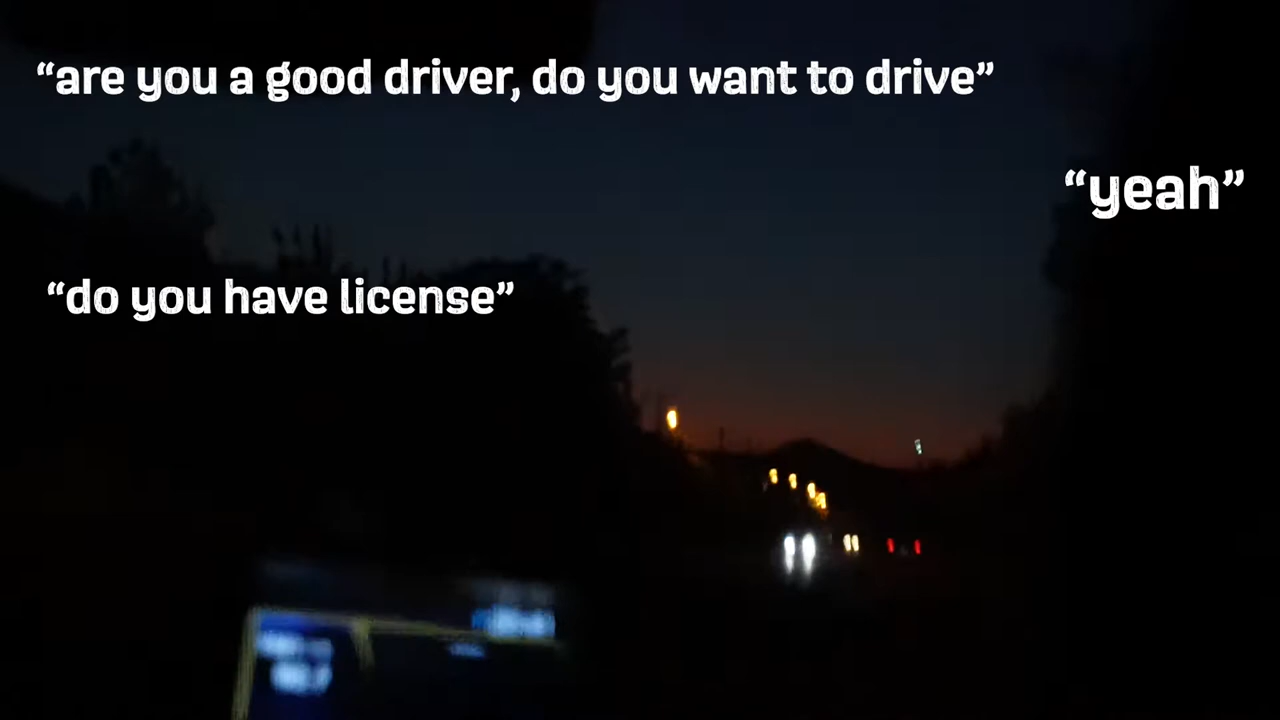 “are you a good driver, do you want to drive”
“yeah”
“do you have license”